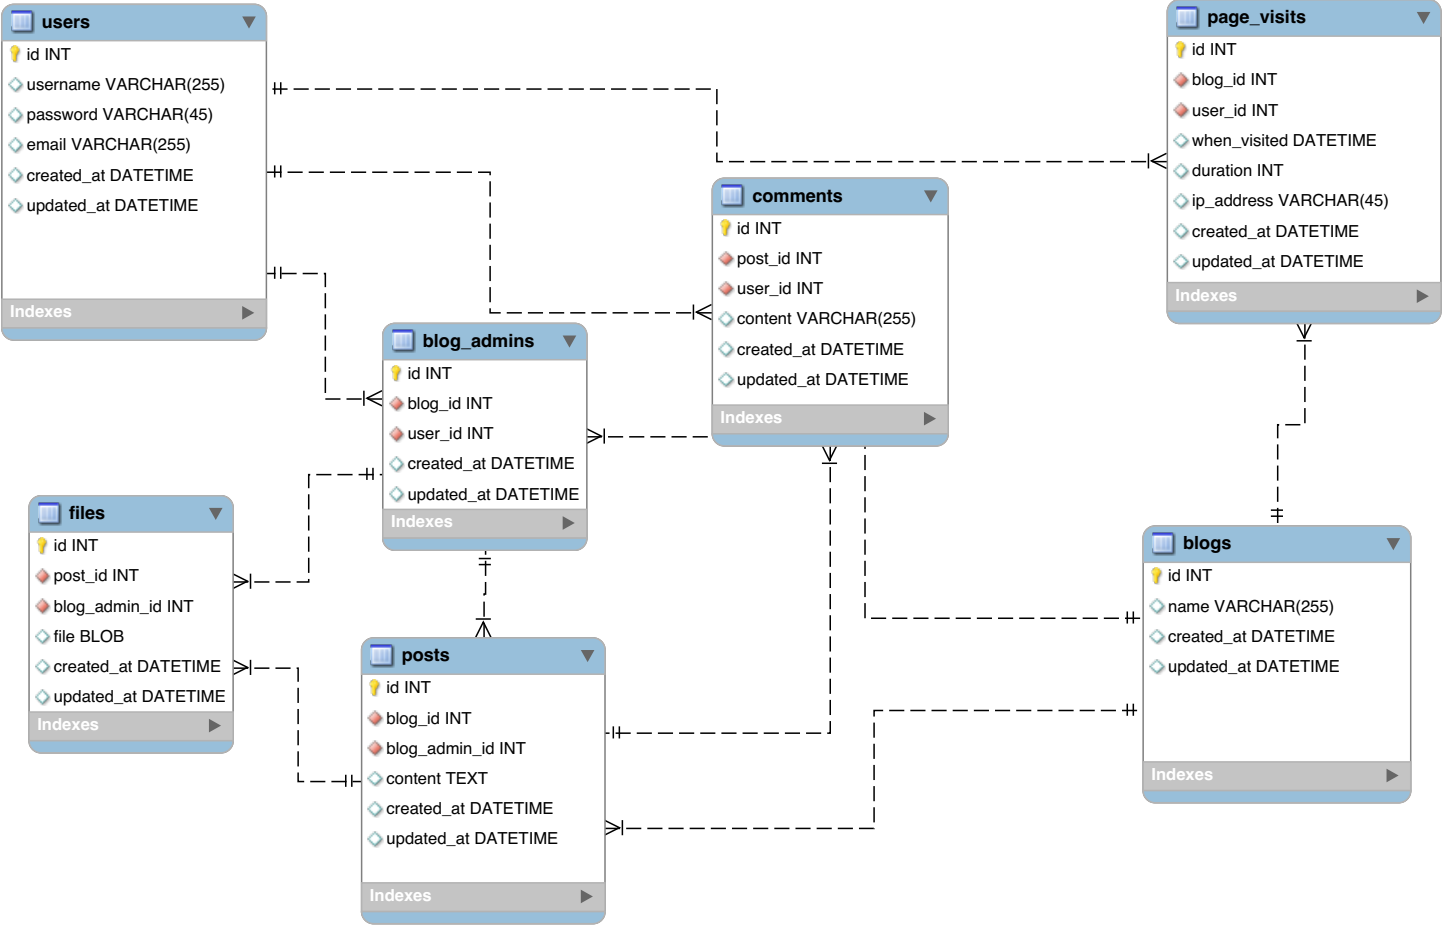 users
id INT
username VARCHAR(255)
password VARCHAR(45)
email VARCHAR(255)
created_at DATETIME
updated_at DATETIME
Indexes
page_visits
id INT
blog_id INT
user_id INT
when_visited DATETIME
duration INT
ip_address VARCHAR(45)
created_at DATETIME
updated_at DATETIME
Indexes
comments
id INT
post_id INT
user_id INT
content VARCHAR(255)
created_at DATETIME
updated_at DATETIME
Indexes
blog_admins
id INT
blog_id INT
user_id INT
created_at DATETIME
updated_at DATETIME
Indexes
files
id INT
post_id INT
blog_admin_id INT
file BLOB
created_at DATETIME
updated_at DATETIME
Indexes
blogs
id INT
name VARCHAR(255)
created_at DATETIME
updated_at DATETIME
Indexes
posts
id INT
blog_id INT
blog_admin_id INT
content TEXT
created_at DATETIME
updated_at DATETIME
Indexes